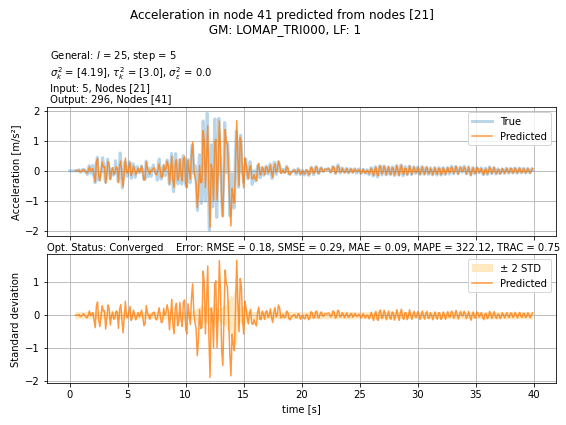 Acceleration in node 41 predicted from nodes [21]
GM: LOMAP_TRI000, LF: 1
General: l = 25, step = 5
σ²ₖ = [4.19], τ²ₖ = [3.0], σ²ε = 0.0
Input: 5, Nodes [21]
Output: 296, Nodes [41]
Acceleration [m/s²]
2
1
0
−1
−2
True
Predicted
Opt. Status: Converged Error: RMSE = 0.18, SMSE = 0.29, MAE = 0.09, MAPE = 322.12, TRAC = 0.75
Standard deviation
1
0
−1
−2
± 2 STD
Predicted
0 5 10 15 20 25 30 35 40
time [s]